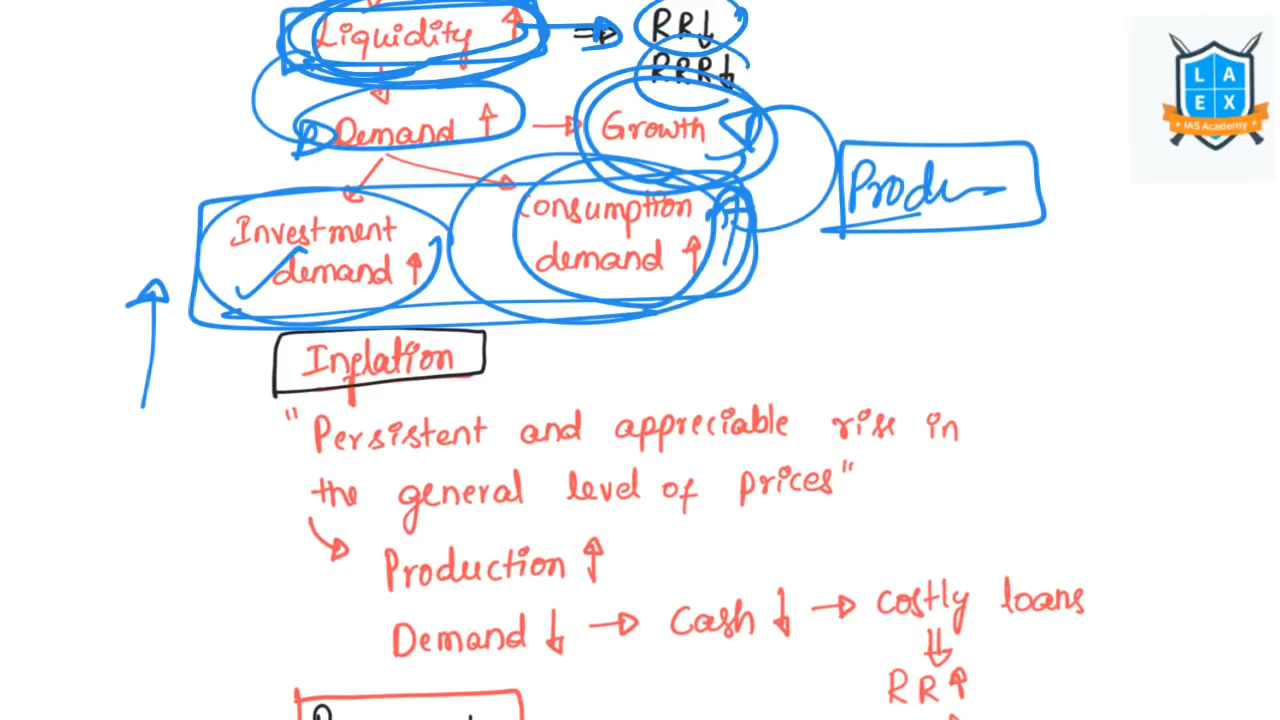 Liquidity ↑ ⇒ RR↓
RRR↓
Demand ↑ → Growth
Investment
demand ↑
Consumption
demand ↑
Inflation
"Persistent and appreciable rise in
the general level of prices"
Production ↑
Demand ↓ → Cash ↓ → costly loans
RR↑
L A
E X
IAS Academy